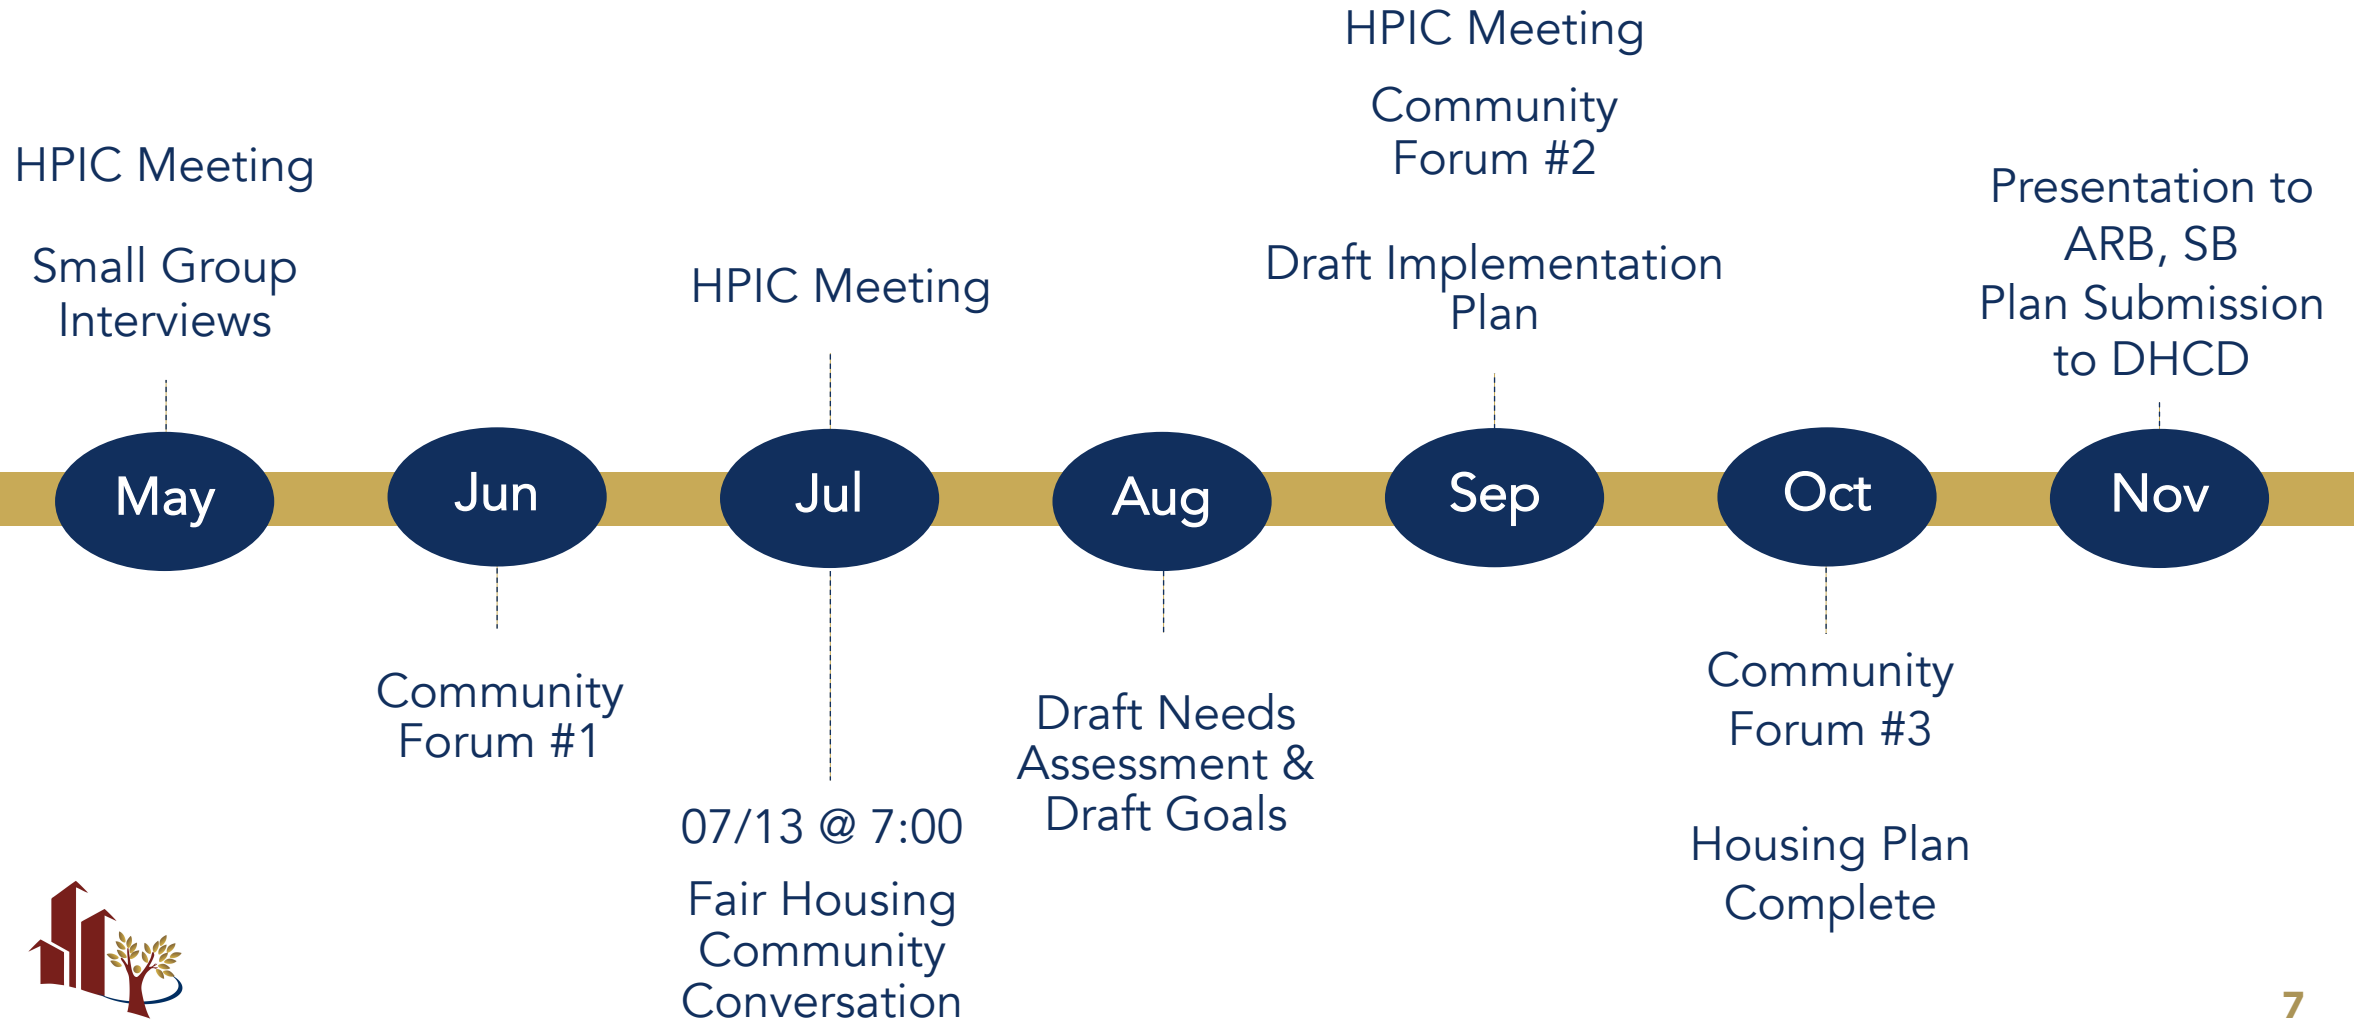 HPIC Meeting
Small Group
Interviews
HPIC Meeting
HPIC Meeting
Community
Forum #2
Draft Implementation
Plan
Presentation to
ARB, SB
Plan Submission
to DHCD
May
Jun
Jul
Aug
Sep
Oct
Nov
Community
Forum #1
07/13 @ 7:00
Fair Housing
Community
Conversation
Draft Needs
Assessment &
Draft Goals
Community
Forum #3
Housing Plan
Complete
7